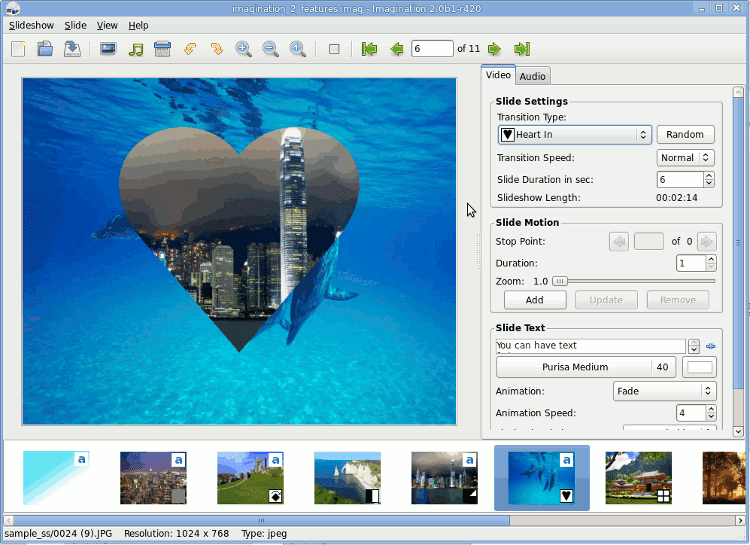 imagination_2_features.imag - Imagination 2.0b1-r420
Slideshow Slide View Help
6 of 11
Video Audio
Slide Settings
Transition Type:
Heart In Random
Transition Speed: Normal
Slide Duration in sec: 6
Slideshow Length: 00:02:14
Slide Motion
Stop Point: of 0
Duration: 1
Zoom: 1.0
Add Update Remove
Slide Text
You can have text
Purisa Medium 40
Animation: Fade
Animation Speed: 4
a a a a
sample_ss/0024 (9).JPG Resolution: 1024 x 768 Type: jpeg